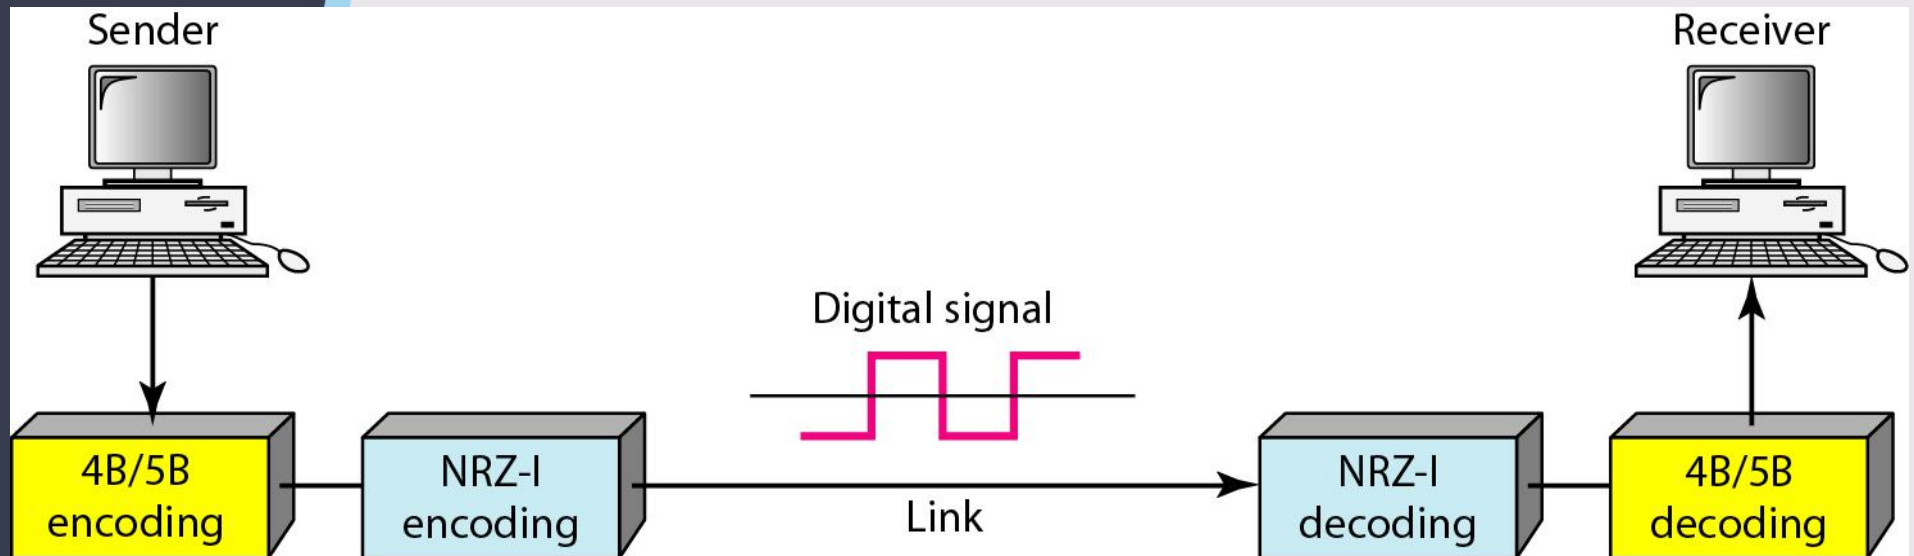 Sender
Receiver
Digital signal
4B/5B
encoding
NRZ-I
encoding
Link
NRZ-I
decoding
4B/5B
decoding